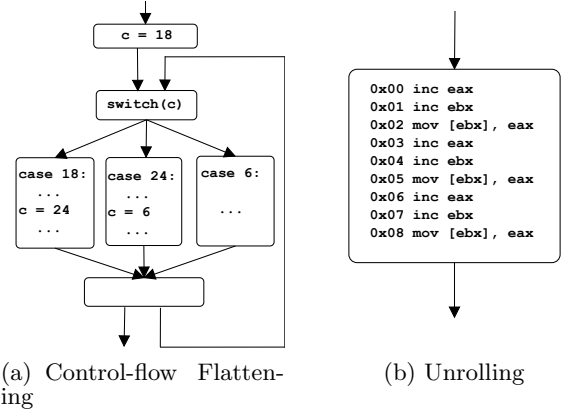 c = 18
switch(c)
case 18:
...
c = 24
...
case 24:
...
c = 6
...
case 6:
...
(a) Control-flow Flatten-
ing
0x00 inc eax
0x01 inc ebx
0x02 mov [ebx], eax
0x03 inc eax
0x04 inc ebx
0x05 mov [ebx], eax
0x06 inc eax
0x07 inc ebx
0x08 mov [ebx], eax
(b) Unrolling